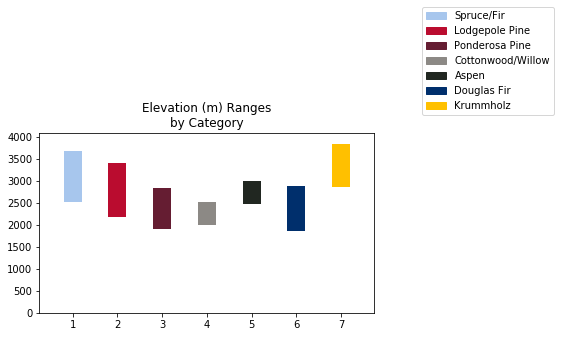 Spruce/Fir
Lodgepole Pine
Ponderosa Pine
Cottonwood/Willow
Aspen
Douglas Fir
Krummholz
Elevation (m) Ranges
by Category
4000
3500
3000
2500
2000
1500
1000
500
0
1 2 3 4 5 6 7